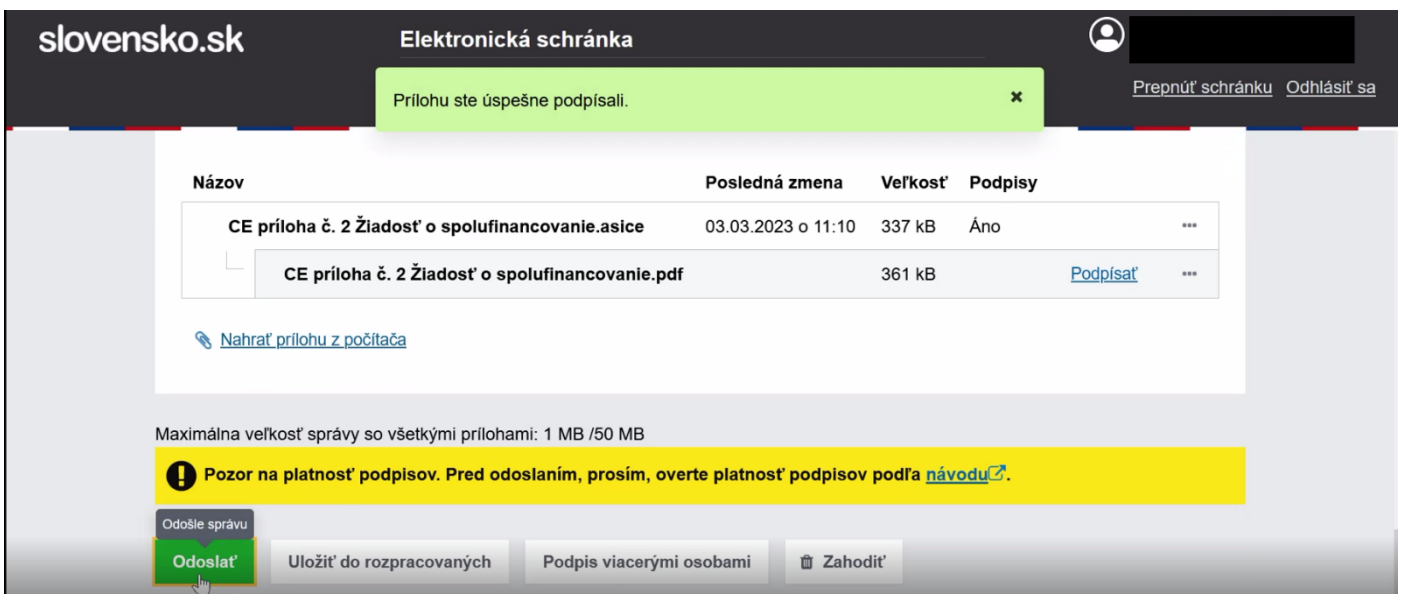 slovensko.sk
Elektronická schránka
Prílohu ste úspešne podpísali.
Prepnúť schránku Odhlásiť sa
Názov Posledná zmena Veľkosť Podpisy
CE príloha č. 2 Žiadosť o spolufinancovanie.asice 03.03.2023 o 11:10 337 kB Áno
CE príloha č. 2 Žiadosť o spolufinancovanie.pdf 361 kB Podpísať
Nahrať prílohu z počítača
Maximálna veľkosť správy so všetkými prílohami: 1 MB /50 MB
Pozor na platnosť podpisov. Pred odoslaním, prosím, overte platnosť podpisov podľa návodu.
Odošle správu
Odoslať Uložiť do rozpracovaných Podpis viacerými osobami Zahodiť